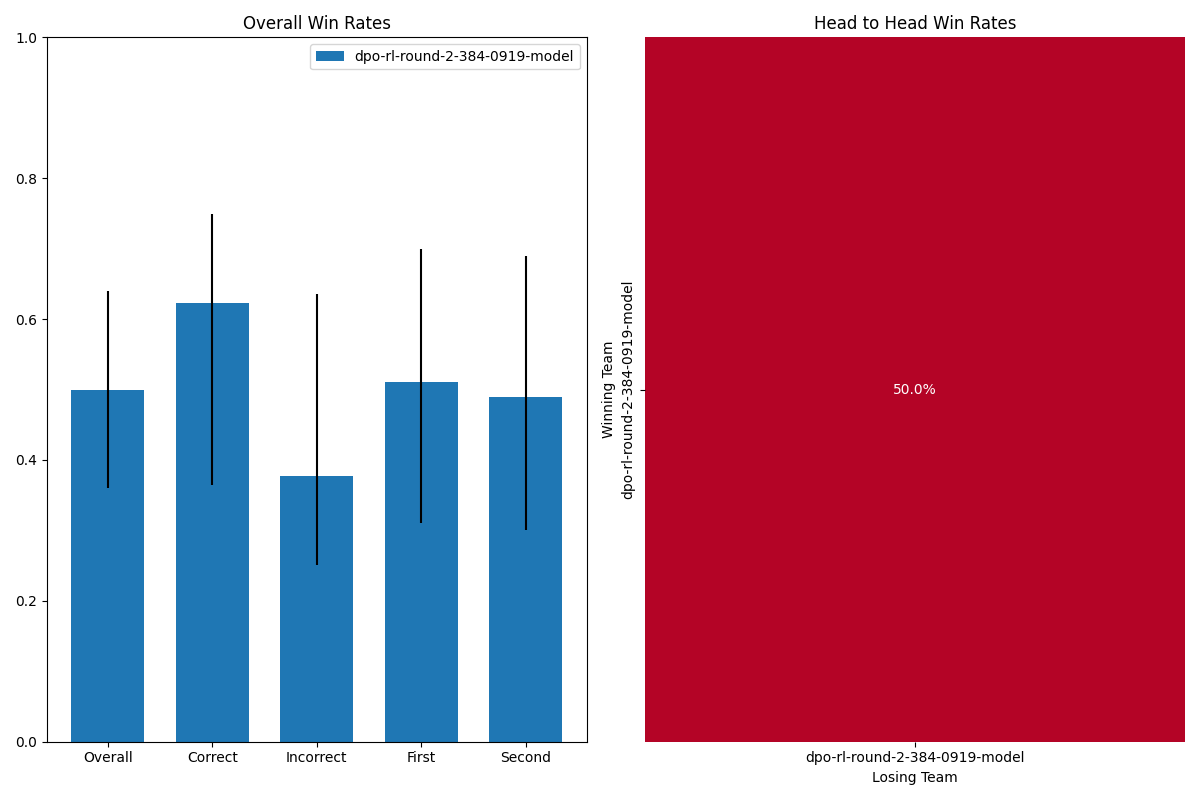 Overall Win Rates
1.0
0.8
0.6
0.4
0.2
0.0
dpo-rl-round-2-384-0919-model
Overall
Correct
Incorrect
First
Second
Head to Head Win Rates
Winning Team
dpo-rl-round-2-384-0919-model
50.0%
dpo-rl-round-2-384-0919-model
Losing Team